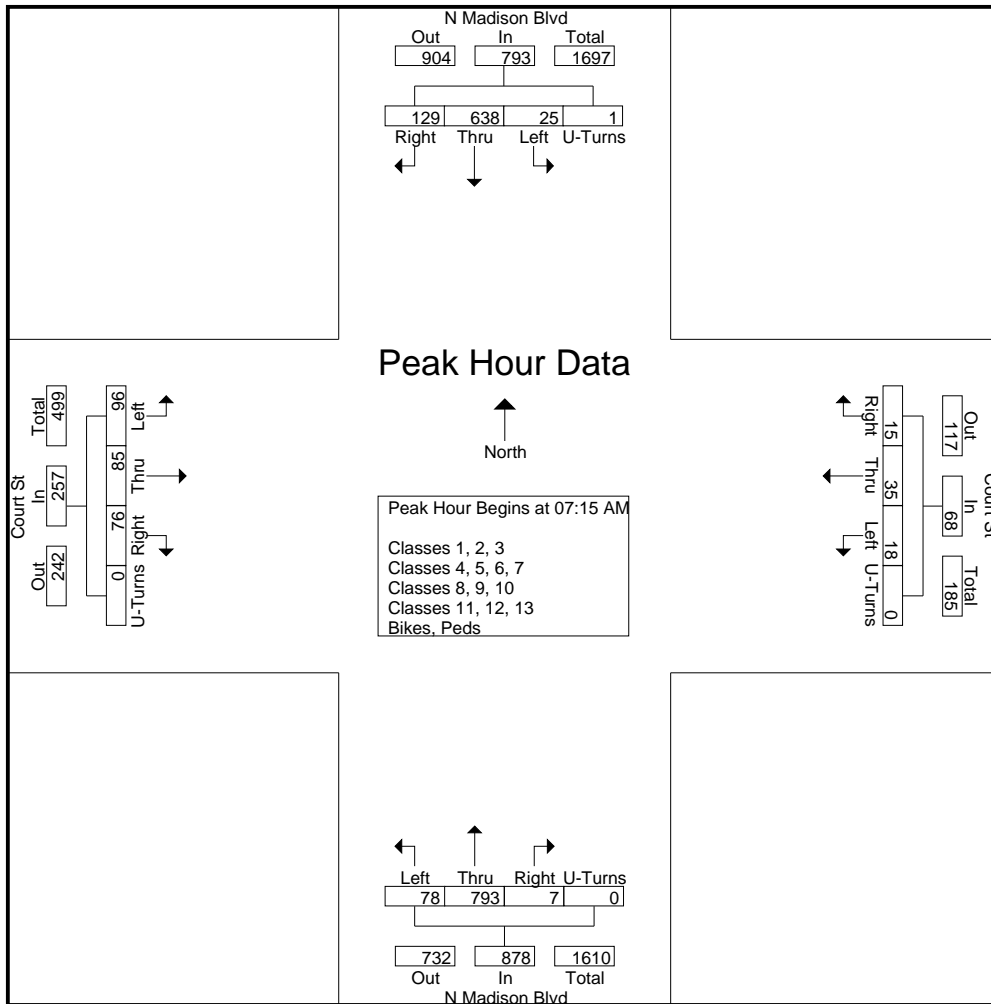 N Madison Blvd
Out In Total
904 793 1697
129 638 25 1
Right Thru Left U-Turns
Peak Hour Data
North
Peak Hour Begins at 07:15 AM
Classes 1, 2, 3
Classes 4, 5, 6, 7
Classes 8, 9, 10
Classes 11, 12, 13
Bikes, Peds
Court St
Out In Total
242 257 499
0 76 85 96
U-Turns Right Thru Left
Court St
Out In Total
117 68 185
15 35 18 0
Right Thru Left U-Turns
Left Thru Right U-Turns
78 793 7 0
732 878 1610
Out In Total
N Madison Blvd